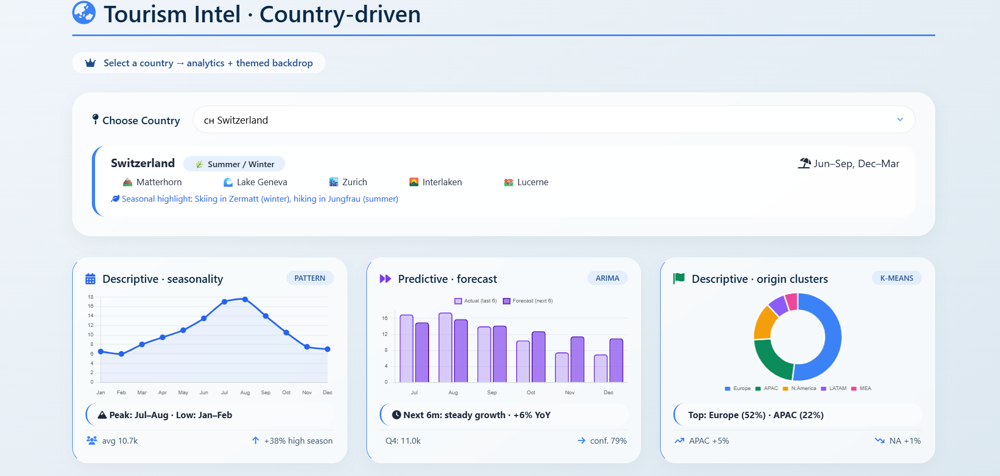 Tourism Intel · Country-driven
Select a country → analytics + themed backdrop
Choose Country
CH Switzerland
Switzerland
Summer / Winter
Jun–Sep, Dec–Mar
Matterhorn
Lake Geneva
Zurich
Interlaken
Lucerne
Seasonal highlight: Skiing in Zermatt (winter), hiking in Jungfrau (summer)
Descriptive · seasonality
PATTERN
18
16
14
12
10
8
6
4
2
0
Jan Feb Mar Apr May Jun Jul Aug Sep Oct Nov Dec
Peak: Jul–Aug · Low: Jan–Feb
avg 10.7k
+38% high season
Predictive · forecast
ARIMA
Actual (last 6) Forecast (next 6)
16
12
8
4
0
Jul Aug Sep Oct Nov Dec
Next 6m: steady growth · +6% YoY
Q4: 11.0k
conf. 79%
Descriptive · origin clusters
K-MEANS
Europe APAC N.America LATAM MEA
Top: Europe (52%) · APAC (22%)
APAC +5%
NA +1%